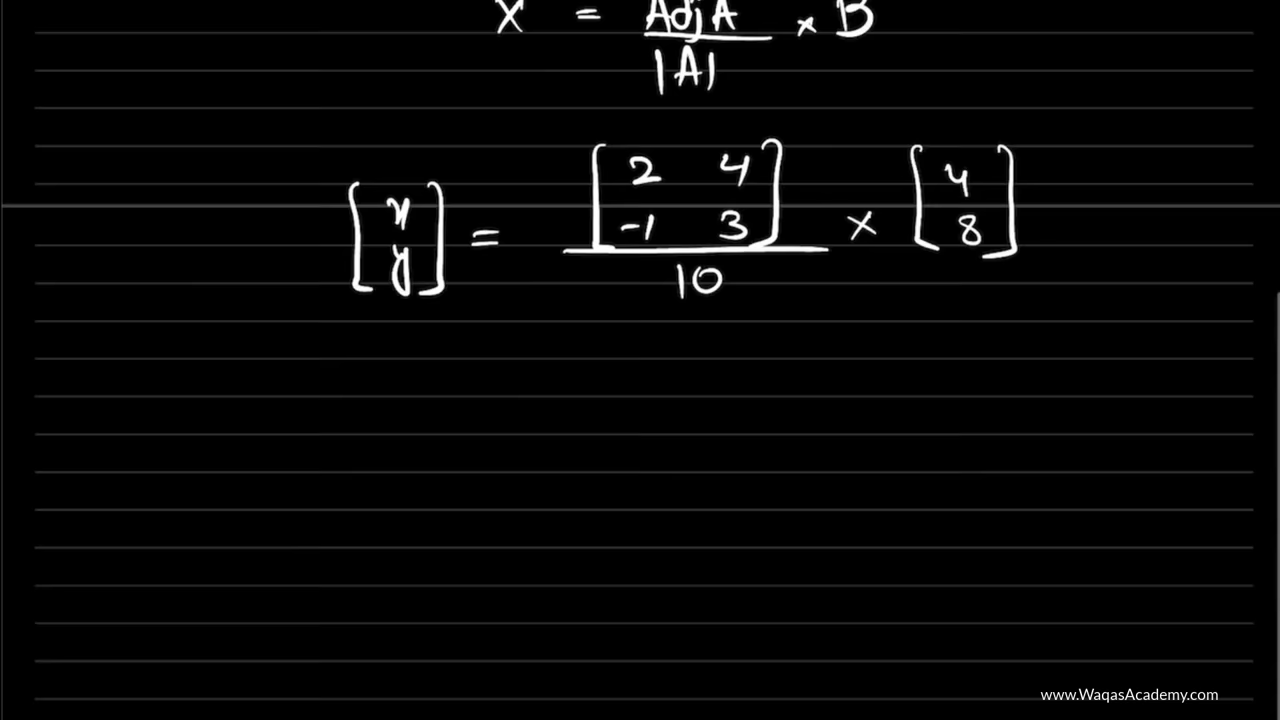 X = Adj A / |A| × B
[x y] = [2 4 -1 3] / 10 × [4 8]
www.WaqasAcademy.com